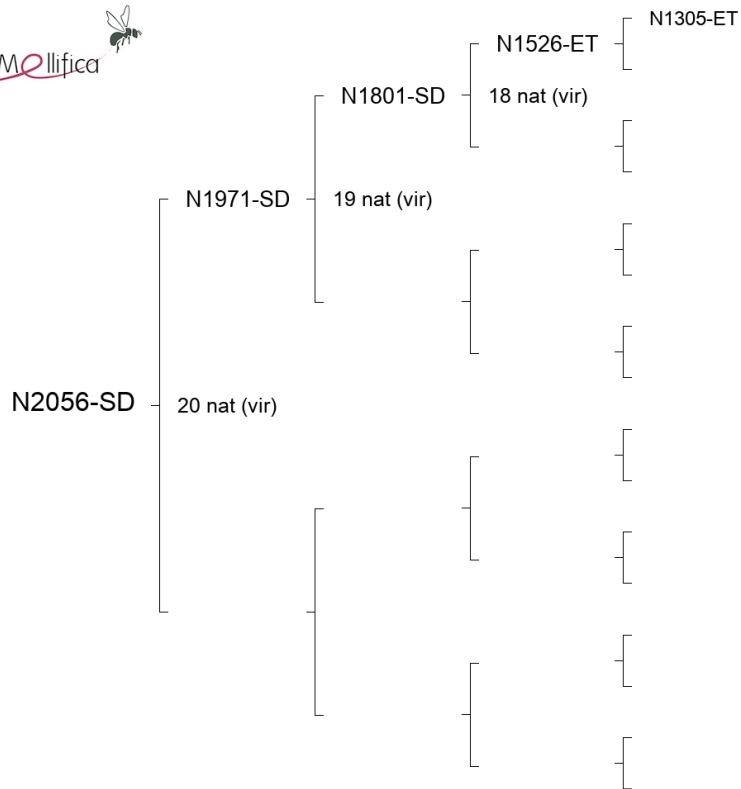 Mellifica
N1305-ET
N1526-ET
N1801-SD
18 nat (vir)
N1971-SD
19 nat (vir)
N2056-SD
20 nat (vir)